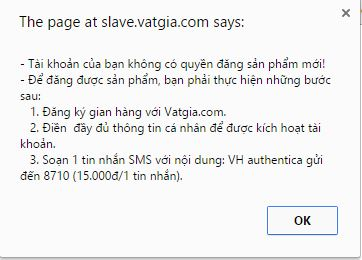 The page at slave.vatgia.com says:
- Tài khoản của bạn không có quyền đăng sản phẩm mới!
- Để đăng được sản phẩm, bạn phải thực hiện những bước
sau:
1. Đăng ký gian hàng với Vatgia.com.
2. Điền đầy đủ thông tin cá nhân để được kích hoạt tài
khoản.
3. Soạn 1 tin nhắn SMS với nội dung: VH authentica gửi
đến 8710 (15.000đ/1 tin nhắn).
OK